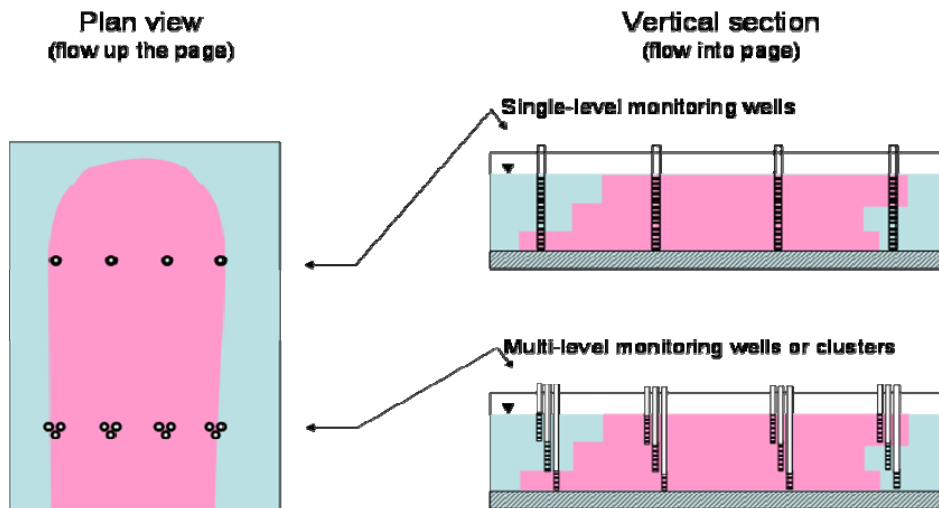 Plan view
(flow up the page)
Vertical section
(flow into page)
Single-level monitoring wells
Multi-level monitoring wells or clusters